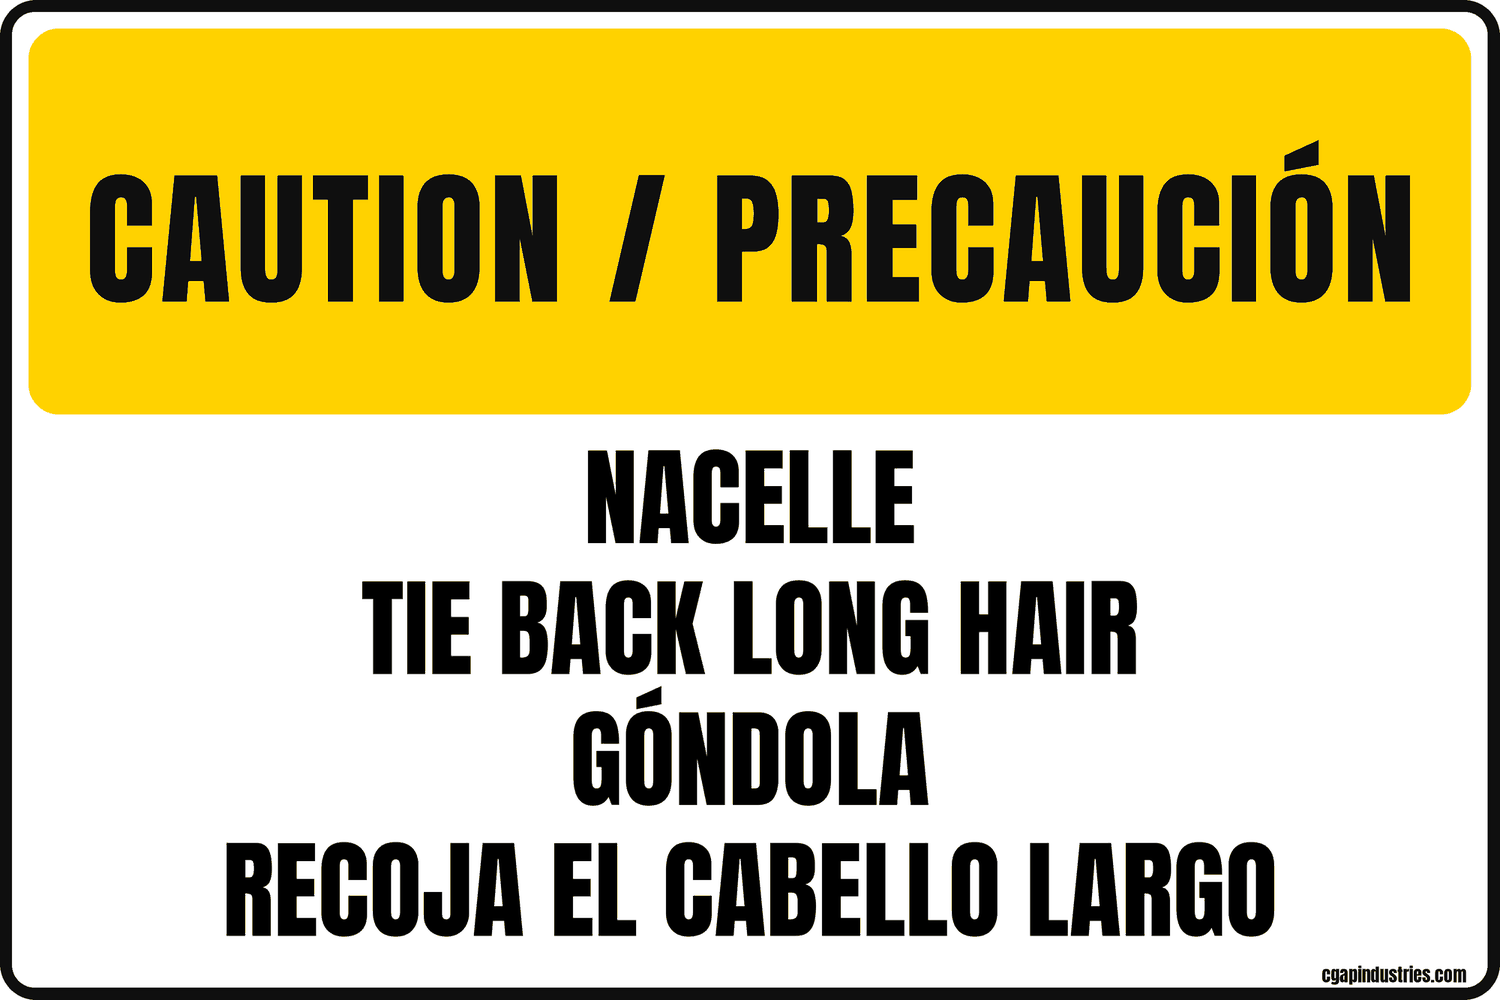 CAUTION / PRECAUCIÓN
NACELLE
TIE BACK LONG HAIR
GÓNDOLA
RECOJA EL CABELLO LARGO
cgapindustries.com